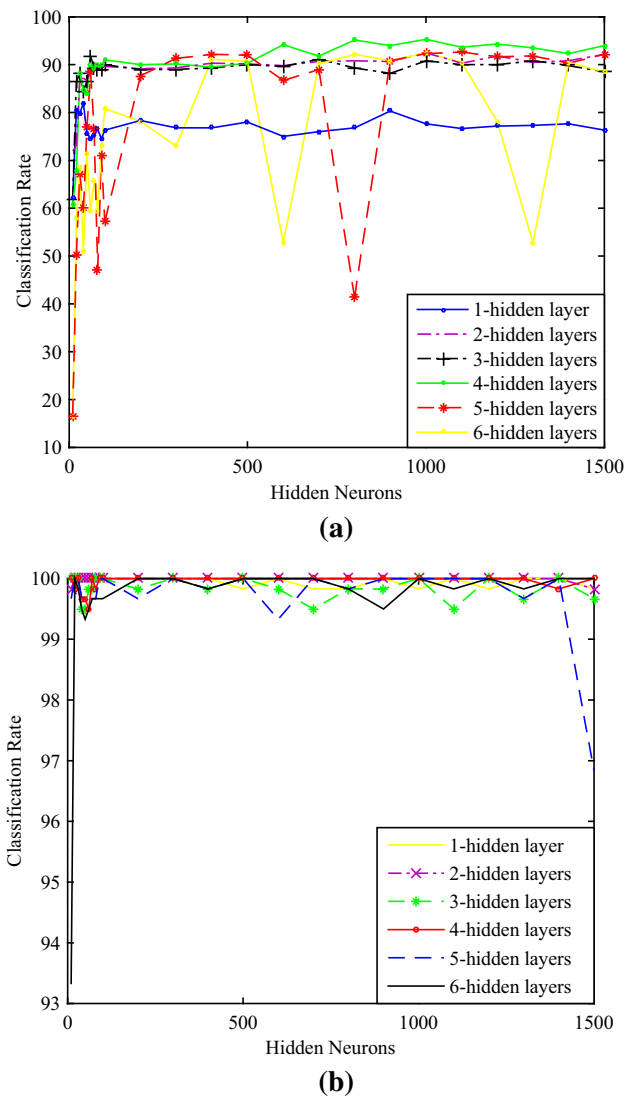 100
90
80
70
60
50
40
30
20
10
Classification Rate
1-hidden layer
2-hidden layers
3-hidden layers
4-hidden layers
5-hidden layers
6-hidden layers
0 500 1000 1500
Hidden Neurons
(a)
100
99
98
97
96
95
94
93
Classification Rate
1-hidden layer
2-hidden layers
3-hidden layers
4-hidden layers
5-hidden layers
6-hidden layers
0 500 1000 1500
Hidden Neurons
(b)